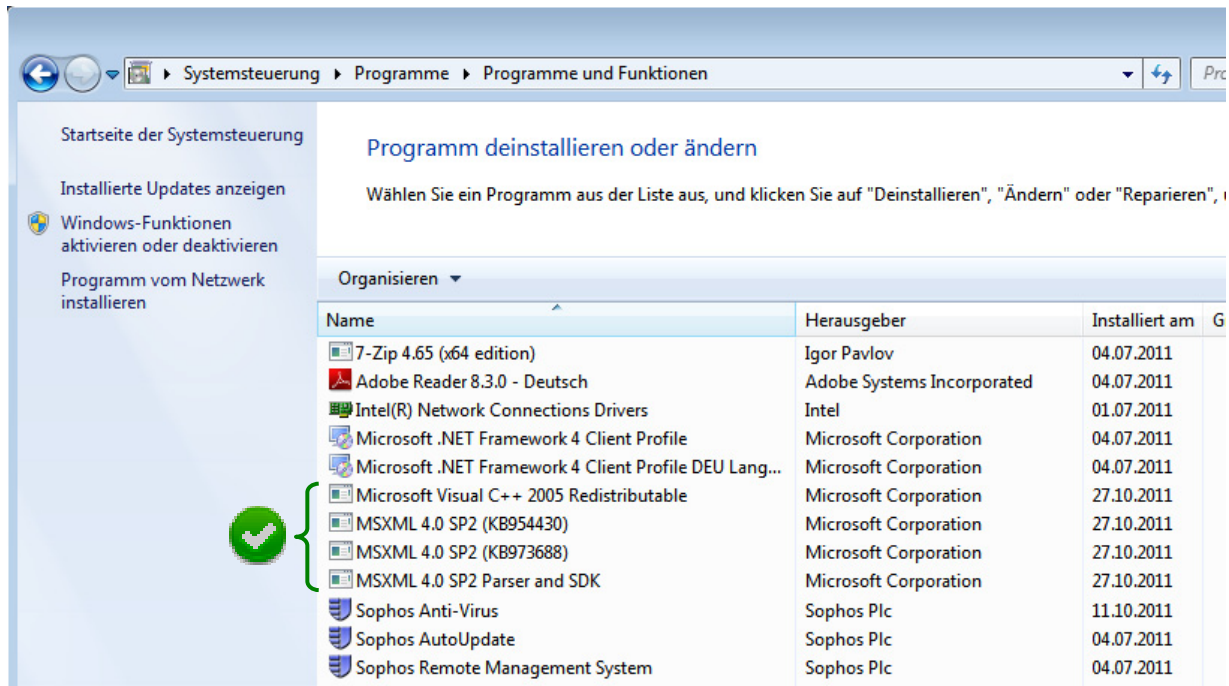 Systemsteuerung Programme Programme und Funktionen
Startseite der Systemsteuerung
Installierte Updates anzeigen
Windows-Funktionen
aktivieren oder deaktivieren
Programm vom Netzwerk
installieren
Programm deinstallieren oder ändern
Wählen Sie ein Programm aus der Liste aus, und klicken Sie auf "Deinstallieren", "Ändern" oder "Reparieren",
Organisieren
Name Herausgeber Installiert am G
7-Zip 4.65 (x64 edition) Igor Pavlov 04.07.2011
Adobe Reader 8.3.0 - Deutsch Adobe Systems Incorporated 04.07.2011
Intel(R) Network Connections Drivers Intel 01.07.2011
Microsoft .NET Framework 4 Client Profile Microsoft Corporation 04.07.2011
Microsoft .NET Framework 4 Client Profile DEU Lang... Microsoft Corporation 04.07.2011
Microsoft Visual C++ 2005 Redistributable Microsoft Corporation 27.10.2011
MSXML 4.0 SP2 (KB954430) Microsoft Corporation 27.10.2011
MSXML 4.0 SP2 (KB973688) Microsoft Corporation 27.10.2011
MSXML 4.0 SP2 Parser and SDK Microsoft Corporation 27.10.2011
Sophos Anti-Virus Sophos Plc 11.10.2011
Sophos AutoUpdate Sophos Plc 04.07.2011
Sophos Remote Management System Sophos Plc 04.07.2011